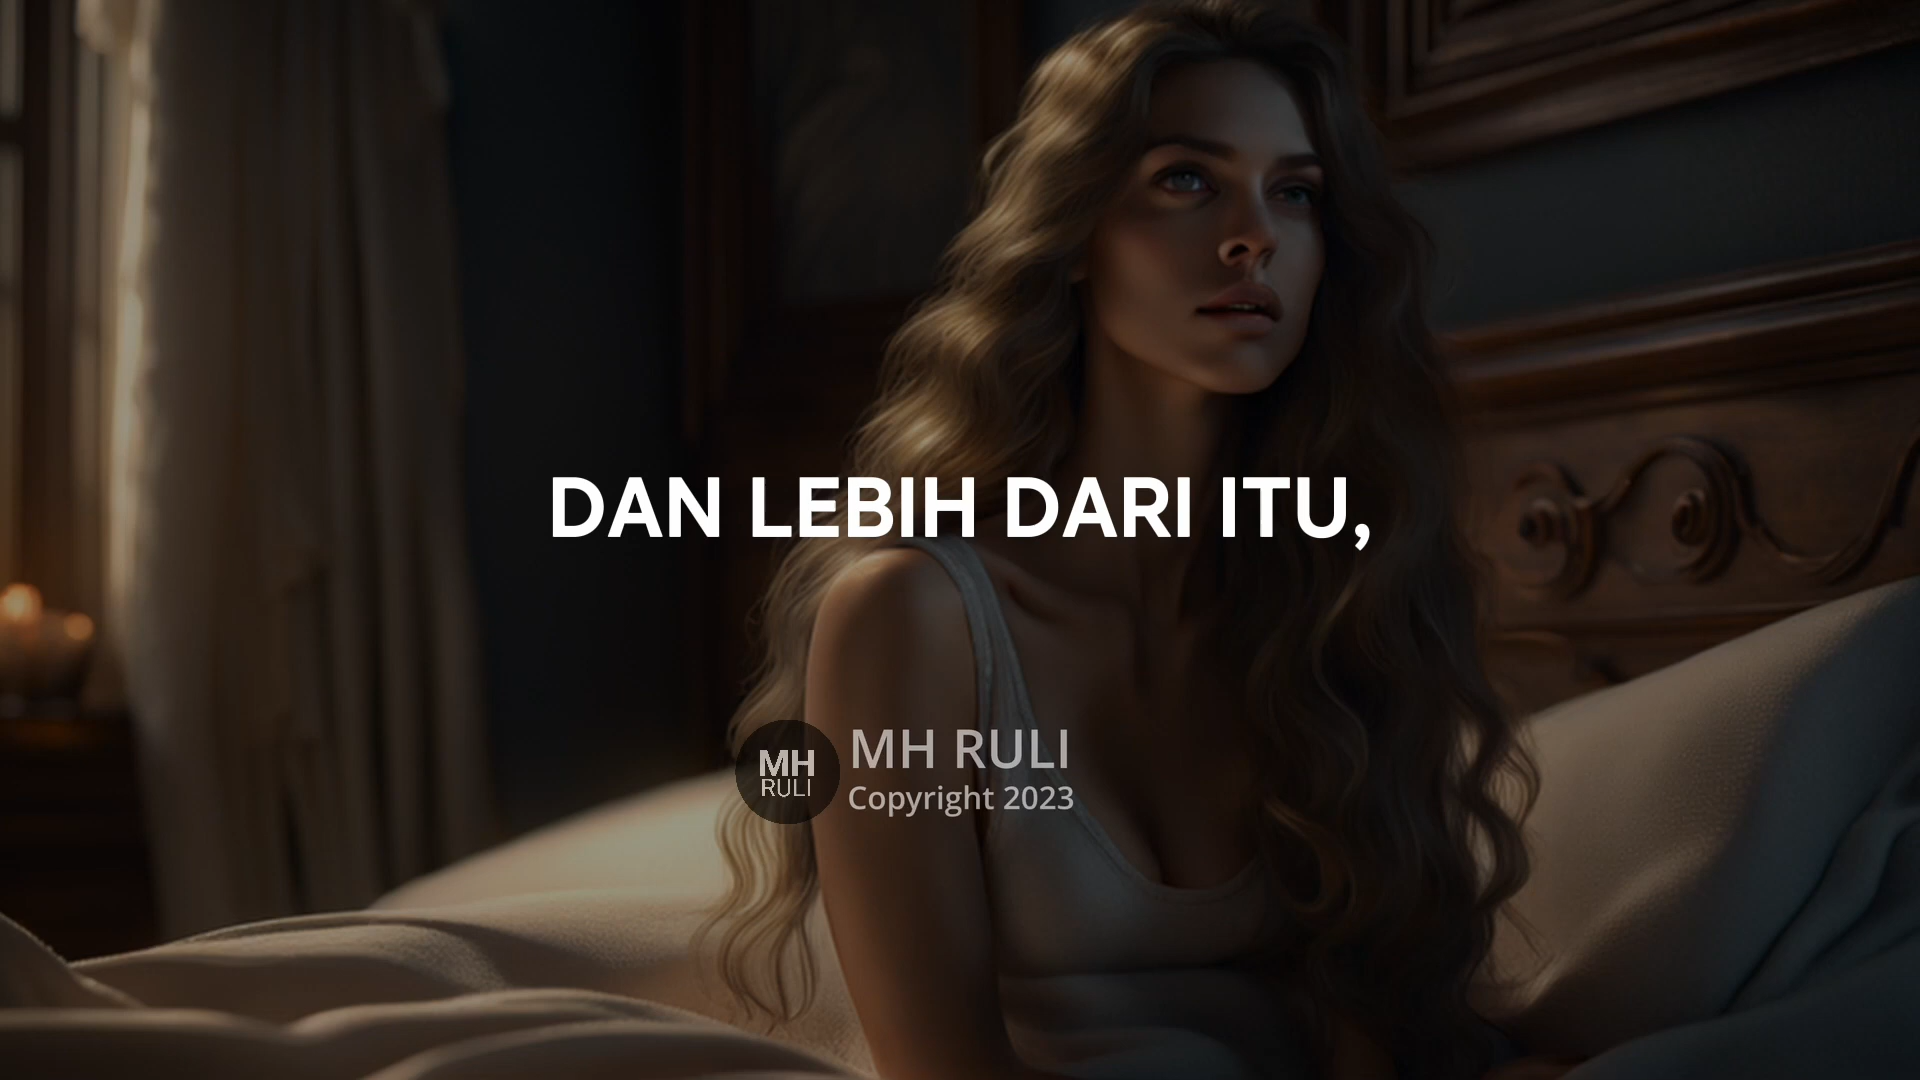 DAN LEBIH DARI ITU,
MH
RULI
MH RULI
Copyright 2023